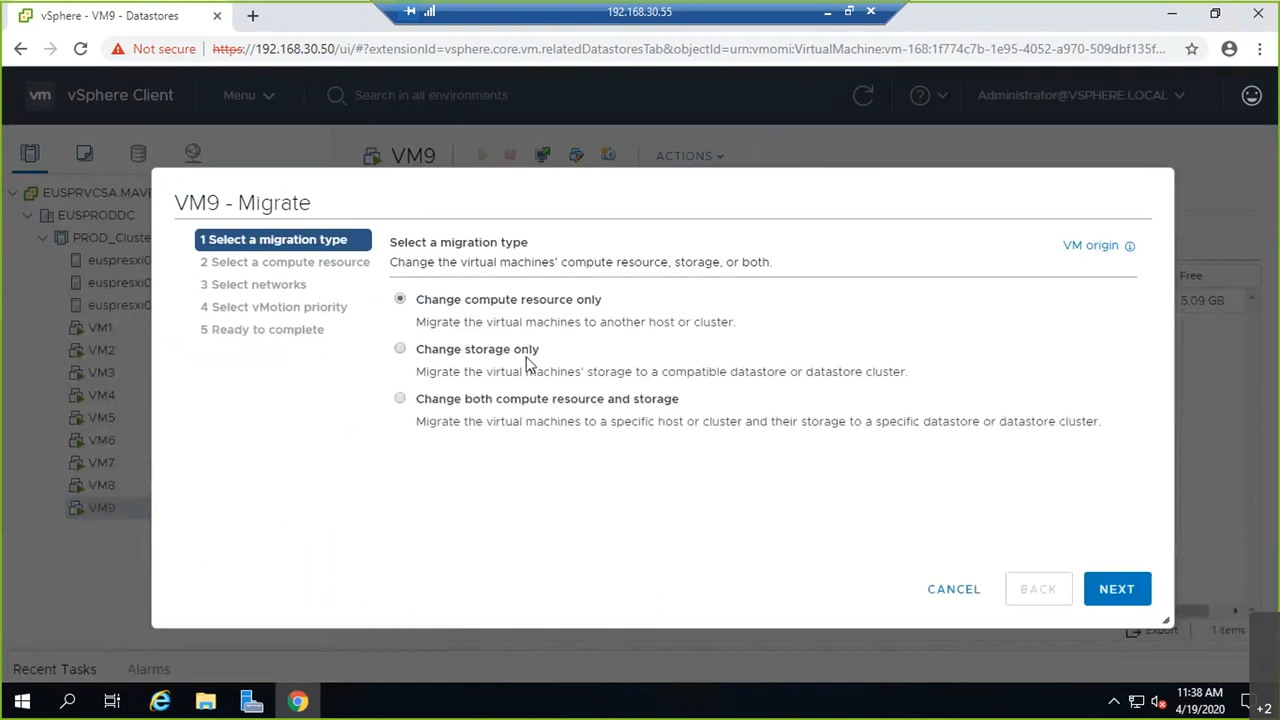 vSphere - VM9 - Datastores
192.168.30.55
Not secure
https://192.168.30.50/ui/#?extensionId=vsphere.core.vm.relatedDatastoresTab&objectId=urn:vmomi:VirtualMachine:vm-168:1f774c7b-1e95-4052-a970-509dbf135f...
vm vSphere Client
Menu
Search in all environments
Administrator@VSPHERE.LOCAL
VM9
ACTIONS
EUSPRVCSA.MAVE
EUSPRODDC
PROD_Cluste
euspresxi0
euspresxi0
euspresxi0
VM1
VM2
VM3
VM4
VM5
VM6
VM7
VM8
VM9
VM9 - Migrate
1 Select a migration type
2 Select a compute resource
3 Select networks
4 Select vMotion priority
5 Ready to complete
Select a migration type
VM origin
Change the virtual machines' compute resource, storage, or both.
Change compute resource only
Migrate the virtual machines to another host or cluster.
Change storage only
Migrate the virtual machines' storage to a compatible datastore or datastore cluster.
Change both compute resource and storage
Migrate the virtual machines to a specific host or cluster and their storage to a specific datastore or datastore cluster.
CANCEL
BACK
NEXT
Free
5.09 GB
Export
1 items
Recent Tasks
Alarms
11:38 AM
4/19/2020
+2